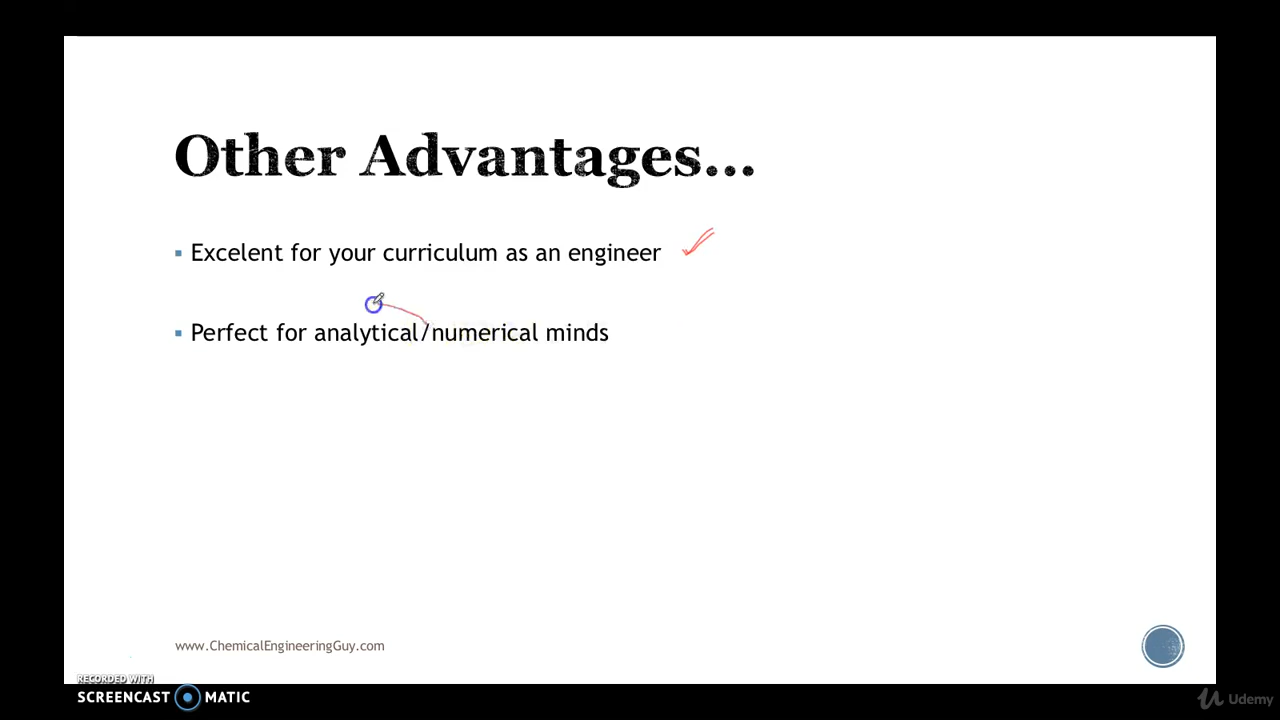 Other Advantages...
▪ Excelent for your curriculum as an engineer
▪ Perfect for analytical/numerical minds
www.ChemicalEngineeringGuy.com
RECORDED WITH
SCREENCAST MATIC
Udemy